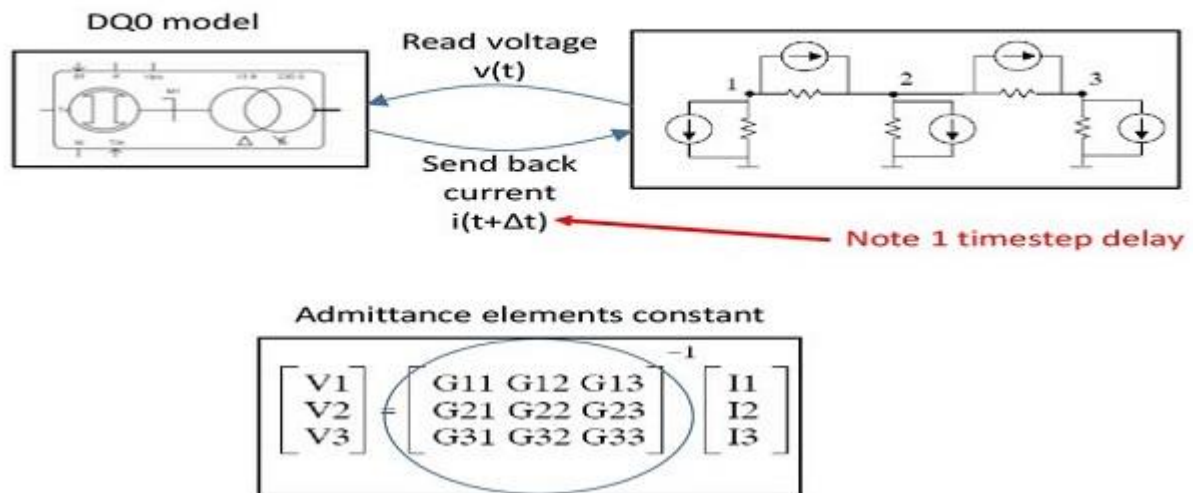 DQ0 model
Read voltage
v(t)
Send back
current
i(t+Δt)
Note 1 timestep delay
1
2
3
Admittance elements constant
V1 = G11 G12 G13 -1 I1
V2 G21 G22 G23 I2
V3 G31 G32 G33 I3